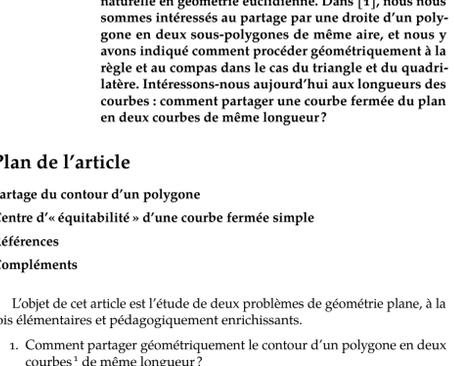 naturelle en géométrie euclidienne. Dans [1], nous nous
sommes intéressés au partage par une droite d'un poly-
gone en deux sous-polygones de même aire, et nous y
avons indiqué comment procéder géométriquement à la
règle et au compas dans le cas du triangle et du quadri-
latère. Intéressons-nous aujourd'hui aux longueurs des
courbes : comment partager une courbe fermée du plan
en deux courbes de même longueur ?
Plan de l'article
artage du contour d'un polygone
entre d'« équitabilité » d'une courbe fermée simple
éférences
ompléments
L'objet de cet article est l'étude de deux problèmes de géométrie plane, à la
ois élémentaires et pédagogiquement enrichissants.
1. Comment partager géométriquement le contour d'un polygone en deux
courbes ¹ de même longueur ?